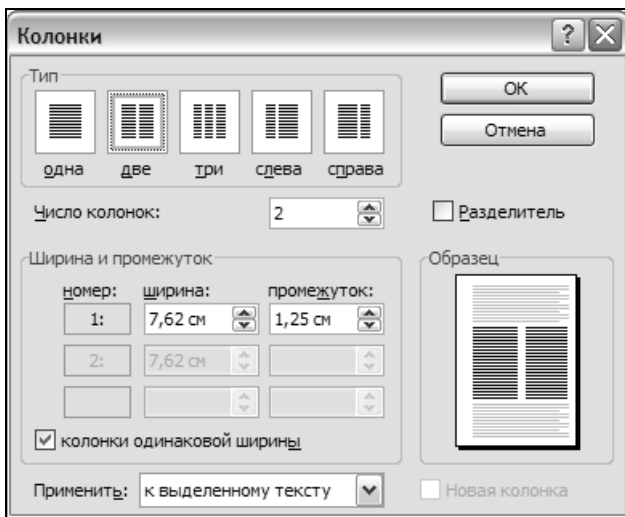 Колонки
Тип
одна две три слева справа
ОК
Отмена
Число колонок: 2
Разделитель
Ширина и промежуток
номер: ширина: промежуток:
1: 7,62 см 1,25 см
2: 7,62 см
колонки одинаковой ширины
Образец
Применить: к выделенному тексту
Новая колонка